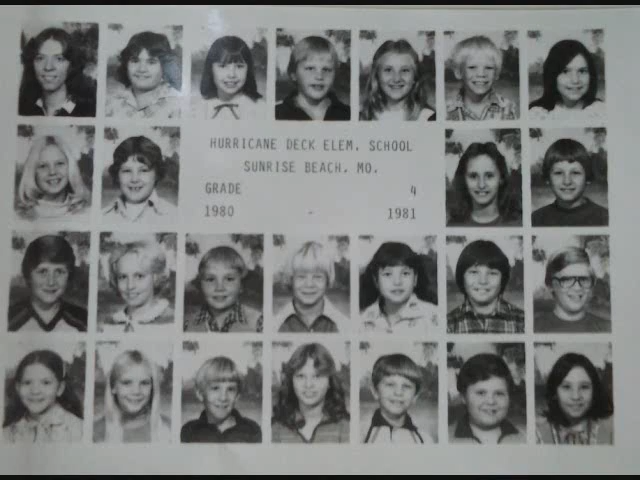 HURRICANE DECK ELEM. SCHOOL
SUNRISE BEACH. MO.
GRADE 4
1980 - 1981